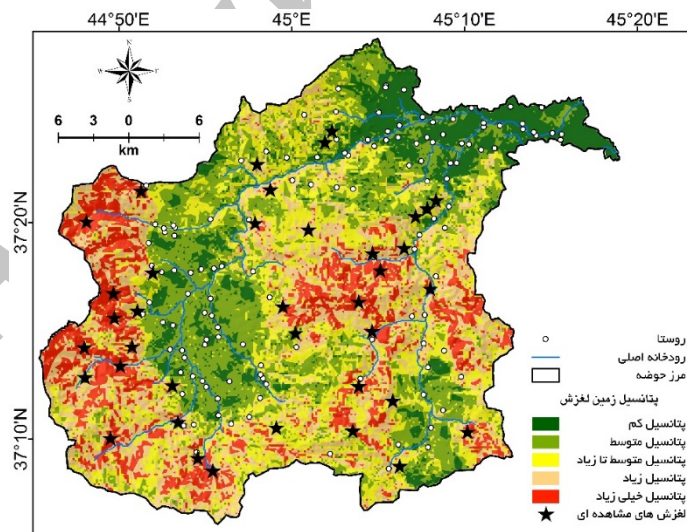 44°50' 45°0' 45°10' 45°20'
N
W
S
6 3 0 6
km
37°20'
37°10'
روستا
رودخانه اصلی
مرز حوضه
پتانسیل زمین لغزش
پتانسیل کم
پتانسیل متوسط
پتانسیل متوسط تا زیاد
پتانسیل زیاد
پتانسیل خیلی زیاد
لغزش های مشاهده ای